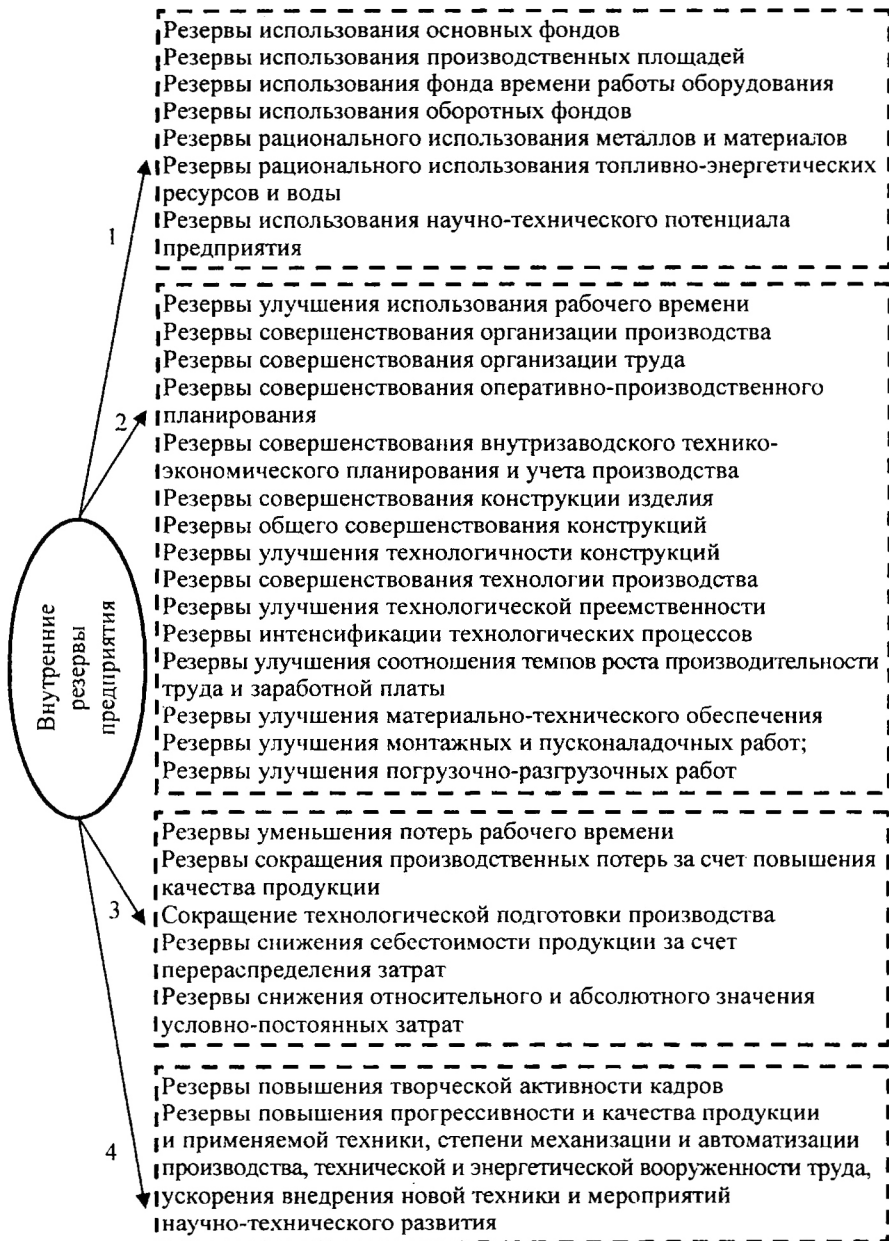 Резервы использования основных фондов
Резервы использования производственных площадей
Резервы использования фонда времени работы оборудования
Резервы использования оборотных фондов
Резервы рационального использования металлов и материалов
Резервы рационального использования топливно-энергетических
ресурсов и воды
Резервы использования научно-технического потенциала
предприятия
1
Резервы улучшения использования рабочего времени
Резервы совершенствования организации производства
Резервы совершенствования организации труда
Резервы совершенствования оперативно-производственного
планирования
Резервы совершенствования внутризаводского технико-
экономического планирования и учета производства
Резервы совершенствования конструкции изделия
Резервы общего совершенствования конструкций
Резервы улучшения технологичности конструкций
Резервы совершенствования технологии производства
Резервы улучшения технологической преемственности
Резервы интенсификации технологических процессов
Резервы улучшения соотношения темпов роста производительности
труда и заработной платы
Резервы улучшения материально-технического обеспечения
Резервы улучшения монтажных и пусконаладочных работ;
Резервы улучшения погрузочно-разгрузочных работ
2
Внутренние
резервы
предприятия
Резервы уменьшения потерь рабочего времени
Резервы сокращения производственных потерь за счет повышения
качества продукции
Сокращение технологической подготовки производства
Резервы снижения себестоимости продукции за счет
перераспределения затрат
Резервы снижения относительного и абсолютного значения
условно-постоянных затрат
3
Резервы повышения творческой активности кадров
Резервы повышения прогрессивности и качества продукции
и применяемой техники, степени механизации и автоматизации
производства, технической и энергетической вооруженности труда,
ускорения внедрения новой техники и мероприятий
научно-технического развития
4